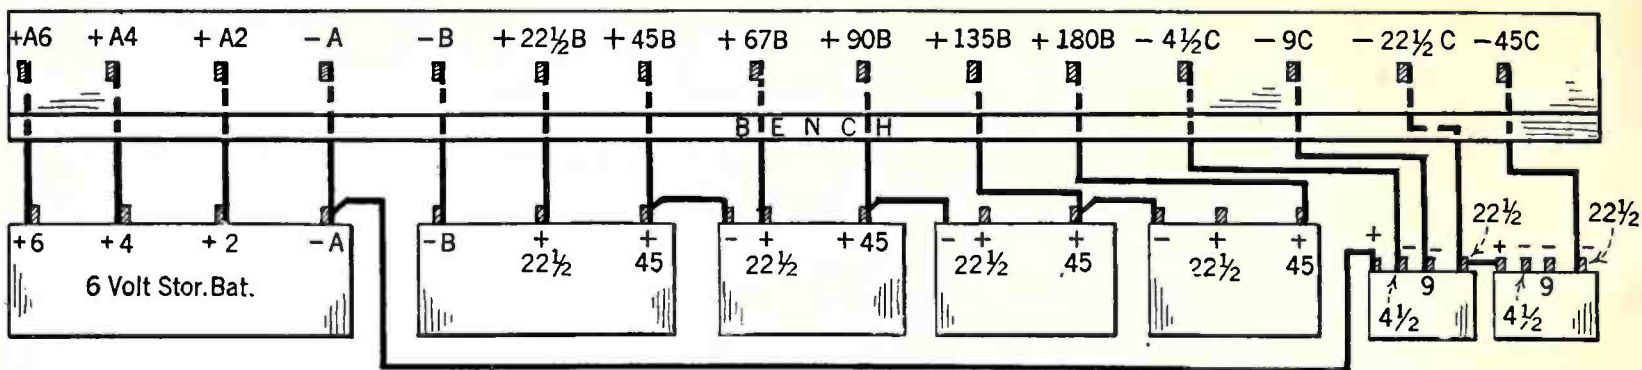 +A6 +A4 +A2 -A -B +22½B +45B +67B +90B +135B +180B -4½C -9C -22½C -45C
BENCH
22½ 22½
+6 +4 +2 -A -B + + - + +45 - + + - + + + - - + - - -
22½ 45 22½ 22½ 45 22½ 45
6 Volt Stor. Bat. 9 9
4½ 4½